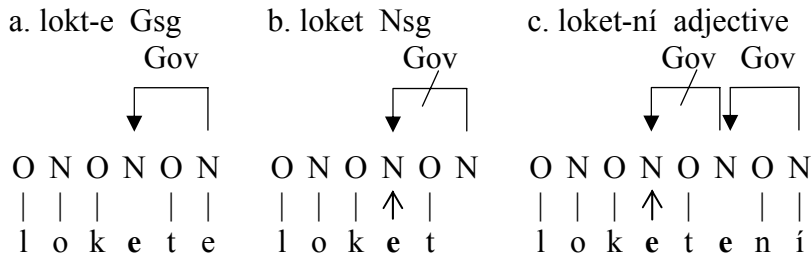 a. lokt-e Gsg b. loket Nsg c. loket-ní adjective
Gov Gov Gov Gov
O N O N O N O N O N O N O N O N O N O N
l o k e t e l o k e t l o k e t e n í